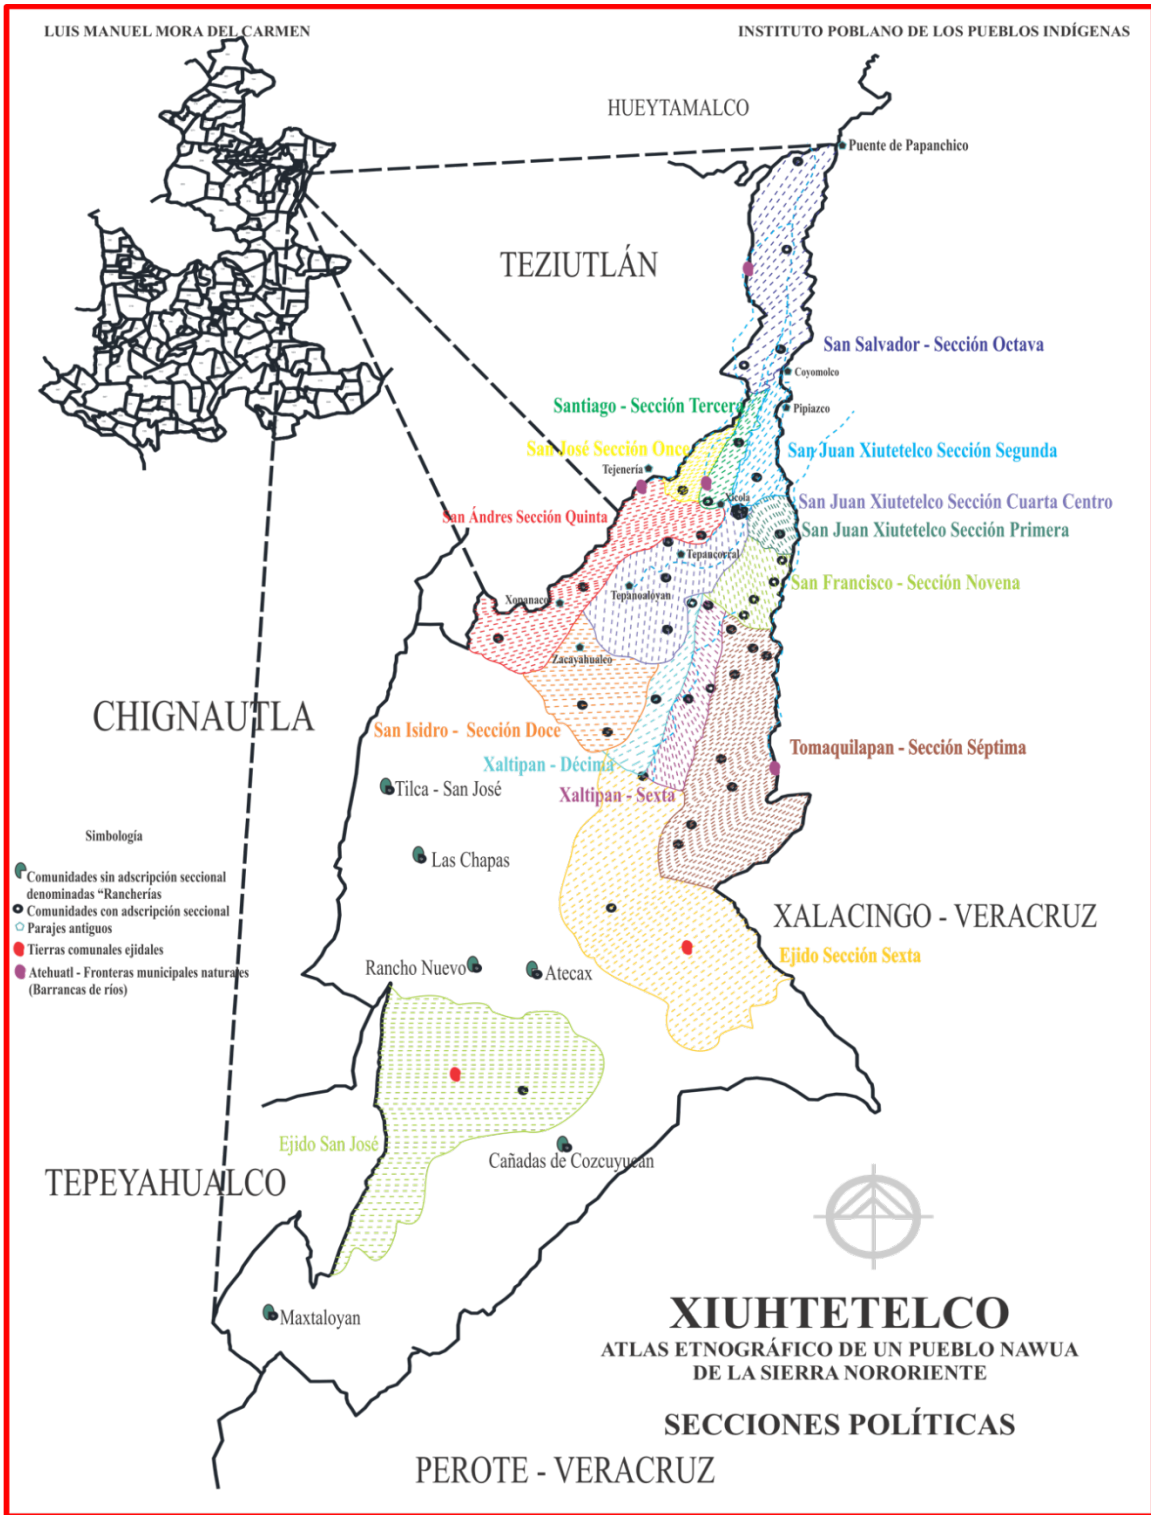 LUIS MANUEL MORA DEL CARMEN
INSTITUTO POBLANO DE LOS PUEBLOS INDÍGENAS
HUEYTAMALCO
Puente de Papanchico
TEZIUTLÁN
San Salvador - Sección Octava
Coyomolco
Santiago - Sección Tercera
Pipiazco
San José Sección Once
San Juan Xiutetelco Sección Segunda
Tejenería
Xicola
San Juan Xiutetelco Sección Cuarta Centro
San Ándres Sección Quinta
San Juan Xiutetelco Sección Primera
Tepancorral
San Francisco - Sección Novena
Xopanaco
Tepanoaloyan
Zacayahualco
CHIGNAUTLA
San Isidro -  Sección Doce
Tomaquilapan - Sección Séptima
Xaltipan - Décima
Xaltipan - Sexta
Tilca - San José
Simbología
Comunidades sin adscripción seccional
denominadas “Rancherías
Comunidades con adscripción seccional
Parajes antiguos
Tierras comunales ejidales
Atehuatl - Fronteras municipales naturales
(Barrancas de ríos)
Las Chapas
XALACINGO - VERACRUZ
Ejido Sección Sexta
Rancho Nuevo
Atecax
Ejido San José
Cañadas de Cozcuyucan
TEPEYAHUALCO
Maxtaloyan
XIUHTETELCO
ATLAS ETNOGRÁFICO DE UN PUEBLO NAWUA
DE LA SIERRA NORORIENTE
SECCIONES POLÍTICAS
PEROTE - VERACRUZ